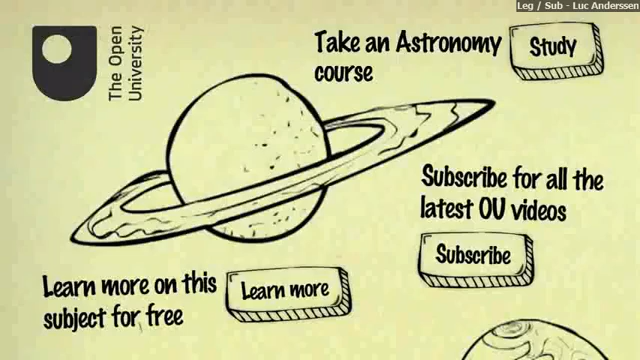 Leg / Sub - Luc Anderssen
The Open
University
Take an Astronomy
course
Study
Subscribe for all the
latest OU videos
Subscribe
Learn more on this
subject for free
Learn more